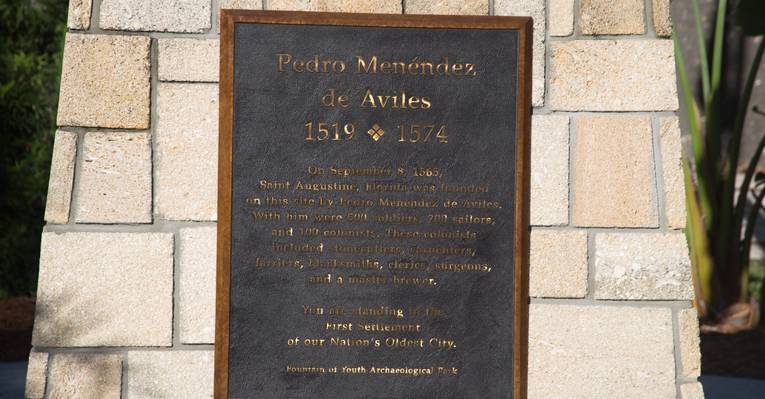 Pedro Menéndez
de Aviles
1519 ❖ 1574
On September 8, 1565,
Saint Augustine, Florida was founded
on this site by Pedro Menendez de Aviles.
With him were 500 soldiers, 200 sailors,
and 100 colonists. These colonists
included stonecutters, carpenters,
farriers, blacksmiths, clerics, surgeons,
and a master brewer.
You are standing in the
First Settlement
of our Nation's Oldest City.
Fountain of Youth Archaeological Park